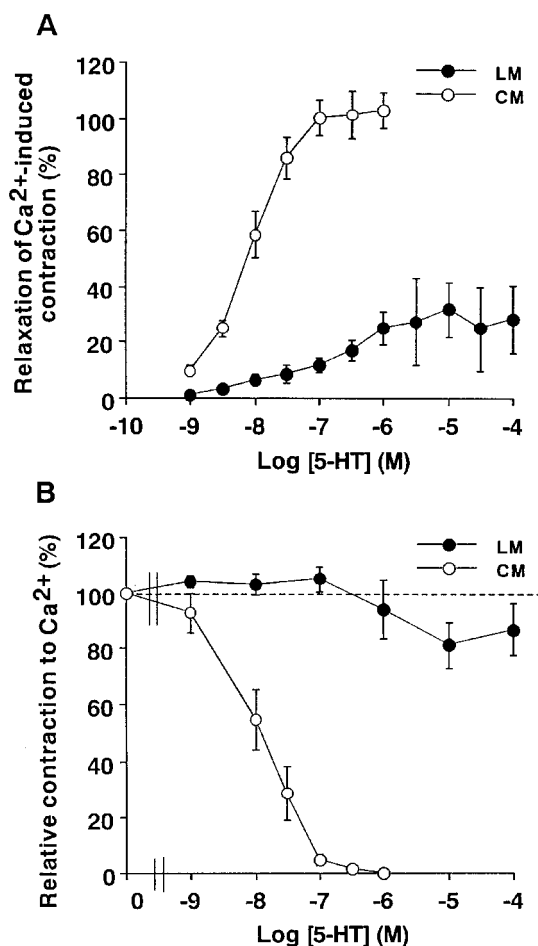 A
LM
CM
Relaxation of Ca2+-induced
contraction (%)
120
100
80
60
40
20
0
-10 -9 -8 -7 -6 -5 -4
Log [5-HT] (M)
B
LM
CM
Relative contraction to Ca2+ (%)
120
100
80
60
40
20
0
0 -9 -8 -7 -6 -5 -4
Log [5-HT] (M)